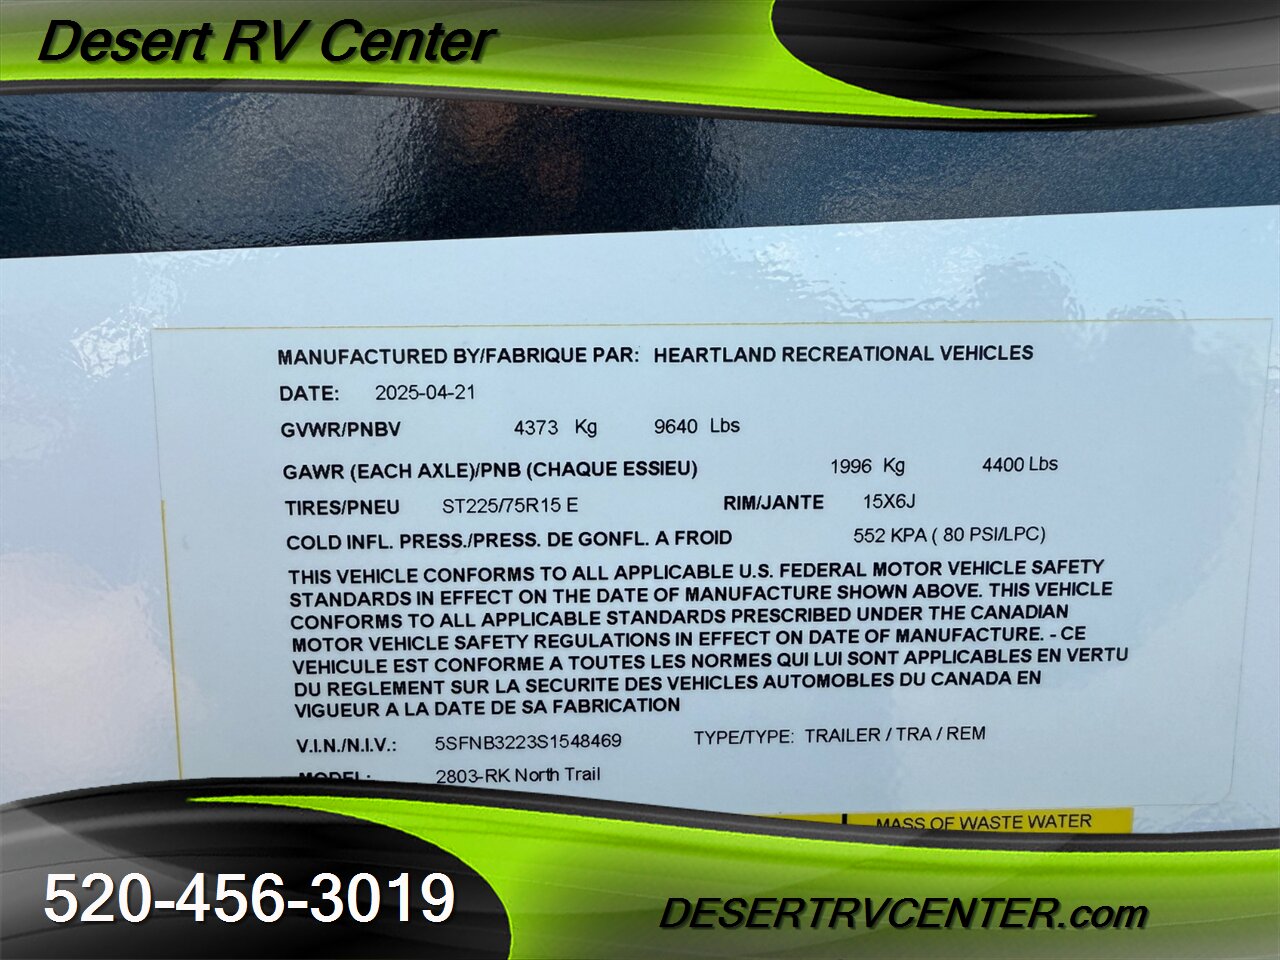 Desert RV Center
MANUFACTURED BY/FABRIQUE PAR: HEARTLAND RECREATIONAL VEHICLES
DATE: 2025-04-21
GVWR/PNBV 4373 Kg 9640 Lbs
GAWR (EACH AXLE)/PNB (CHAQUE ESSIEU) 1996 Kg 4400 Lbs
TIRES/PNEU ST225/75R15 E RIM/JANTE 15X6J
COLD INFL. PRESS./PRESS. DE GONFL. A FROID 552 KPA ( 80 PSI/LPC)
THIS VEHICLE CONFORMS TO ALL APPLICABLE U.S. FEDERAL MOTOR VEHICLE SAFETY
STANDARDS IN EFFECT ON THE DATE OF MANUFACTURE SHOWN ABOVE. THIS VEHICLE
CONFORMS TO ALL APPLICABLE STANDARDS PRESCRIBED UNDER THE CANADIAN
MOTOR VEHICLE SAFETY REGULATIONS IN EFFECT ON DATE OF MANUFACTURE. - CE
VEHICULE EST CONFORME A TOUTES LES NORMES QUI LUI SONT APPLICABLES EN VERTU
DU REGLEMENT SUR LA SECURITE DES VEHICLES AUTOMOBLES DU CANADA EN
VIGUEUR A LA DATE DE SA FABRICATION
V.I.N./N.I.V.: 5SFNB3223S1548469 TYPE/TYPE: TRAILER / TRA / REM
MODEL: 2803-RK North Trail
MASS OF WASTE WATER
520-456-3019
DESERTRVCENTER.com